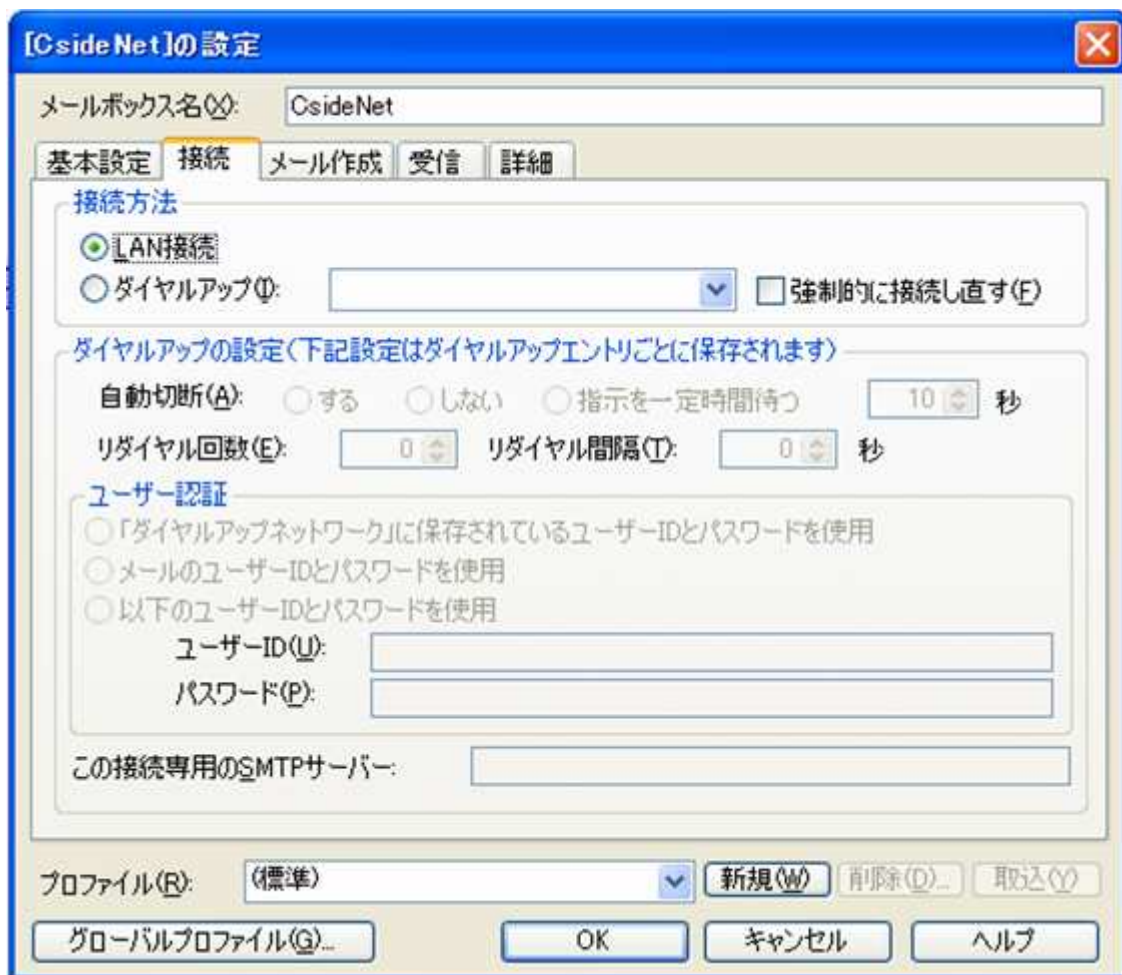 [CsideNet]の設定
メールボックス名(X): CsideNet
基本設定 接続 メール作成 受信 詳細
接続方法
LAN接続
ダイヤルアップ(I): 強制的に接続し直す(F)
ダイヤルアップの設定(下記設定はダイヤルアップエントリごとに保存されます)
自動切断(A): する しない 指示を一定時間待つ 10 秒
リダイヤル回数(E): 0 リダイヤル間隔(T): 0 秒
ユーザー認証
「ダイヤルアップネットワーク」に保存されているユーザーIDとパスワードを使用
メールのユーザーIDとパスワードを使用
以下のユーザーIDとパスワードを使用
ユーザーID(U):
パスワード(P):
この接続専用のSMTPサーバー:
プロファイル(R): (標準) 新規(W) 削除(D)... 取込(Y)
グローバルプロファイル(G)... OK キャンセル ヘルプ